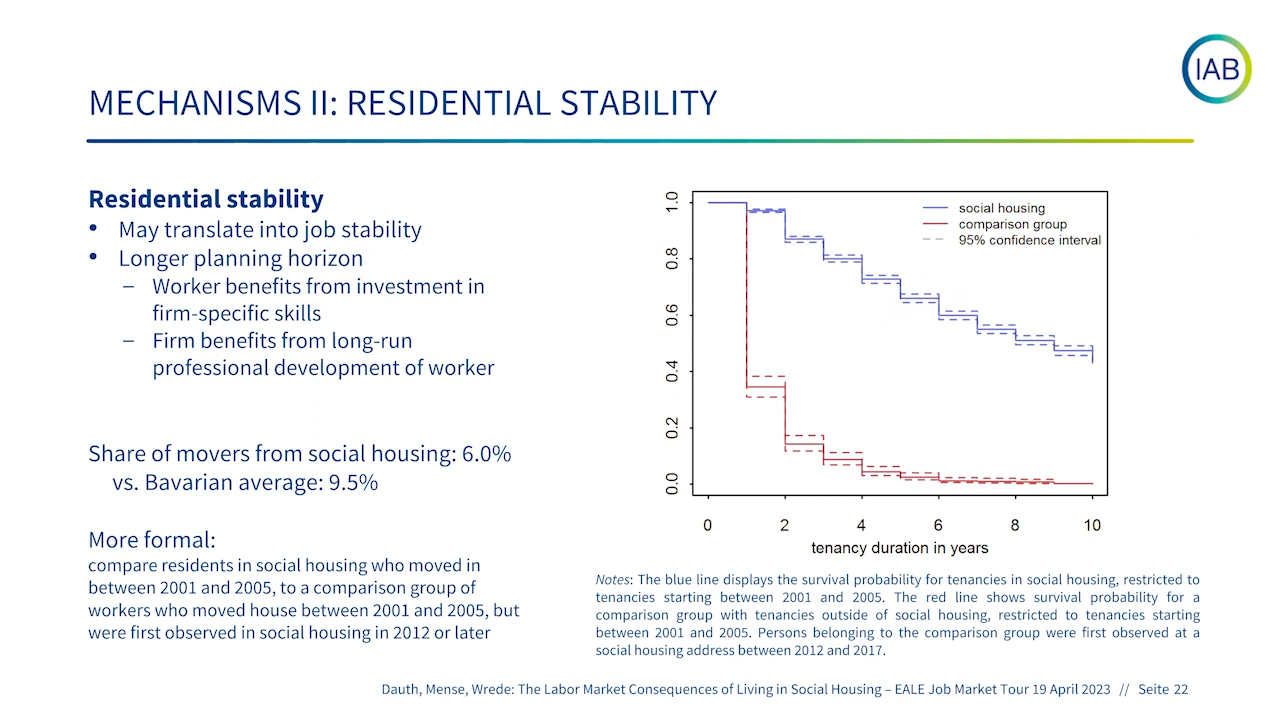 IAB
MECHANISMS II: RESIDENTIAL STABILITY
Residential stability
• May translate into job stability
• Longer planning horizon
– Worker benefits from investment in
firm-specific skills
– Firm benefits from long-run
professional development of worker
Share of movers from social housing: 6.0%
vs. Bavarian average: 9.5%
More formal:
compare residents in social housing who moved in
between 2001 and 2005, to a comparison group of
workers who moved house between 2001 and 2005, but
were first observed in social housing in 2012 or later
1.0
0.8
0.6
0.4
0.2
0.0
social housing
comparison group
95% confidence interval
0 2 4 6 8 10
tenancy duration in years
Notes: The blue line displays the survival probability for tenancies in social housing, restricted to
tenancies starting between 2001 and 2005. The red line shows survival probability for a
comparison group with tenancies outside of social housing, restricted to tenancies starting
between 2001 and 2005. Persons belonging to the comparison group were first observed at a
social housing address between 2012 and 2017.
Dauth, Mense, Wrede: The Labor Market Consequences of Living in Social Housing – EALE Job Market Tour 19 April 2023 // Seite 22